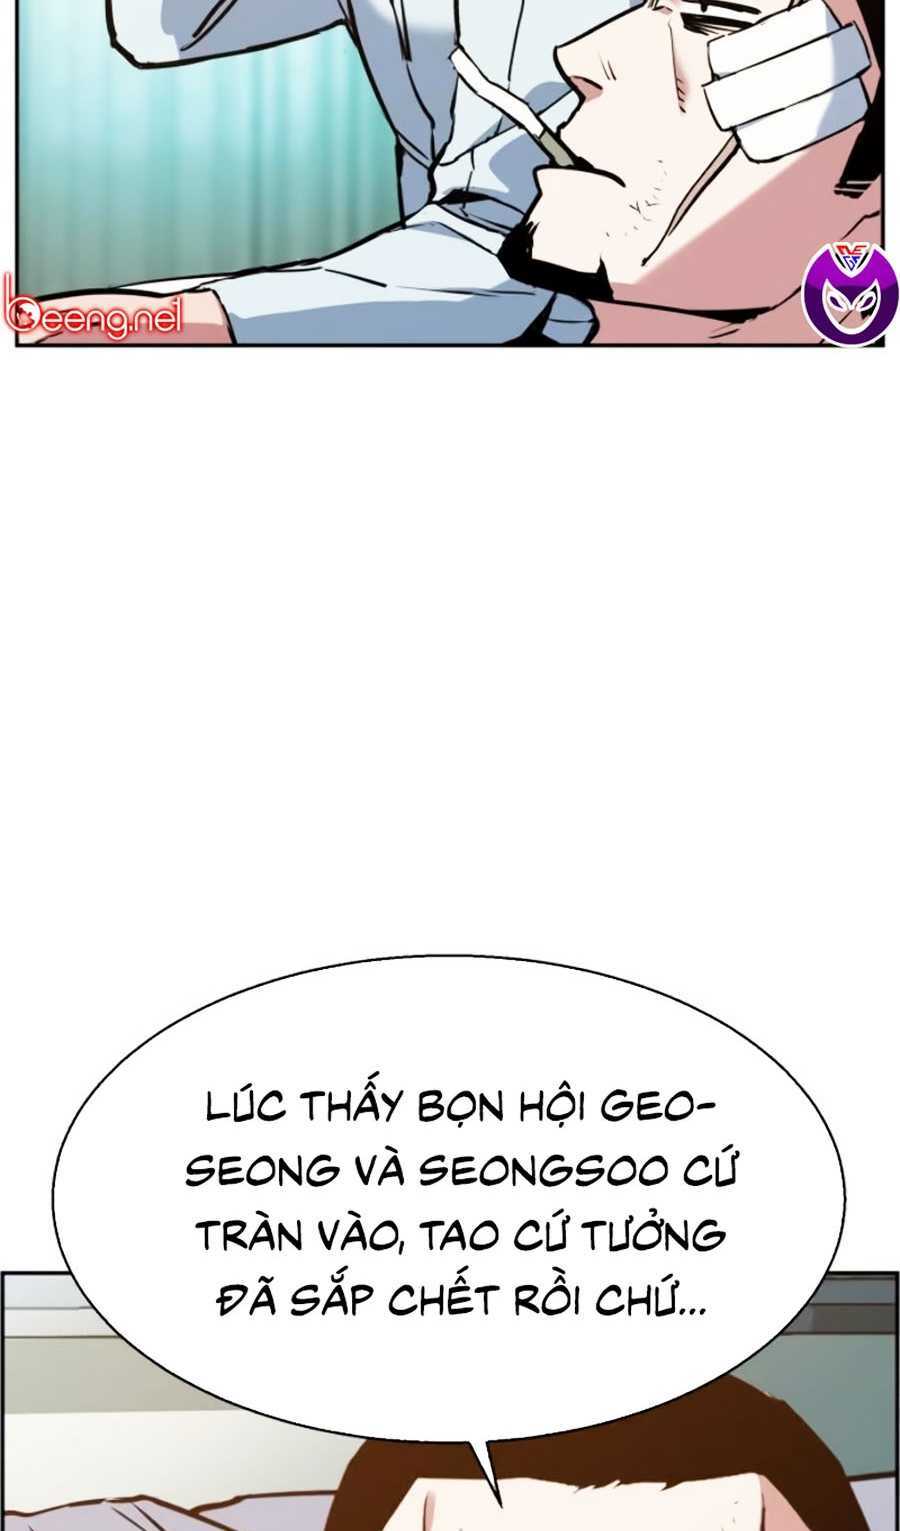 beeng.net
LÚC THẤY BỌN HỘI GEO-
SEONG VÀ SEONGSOO CỨ
TRÀN VÀO, TAO CỨ TƯỞNG
ĐÃ SẮP CHẾT RỒI CHỨ...